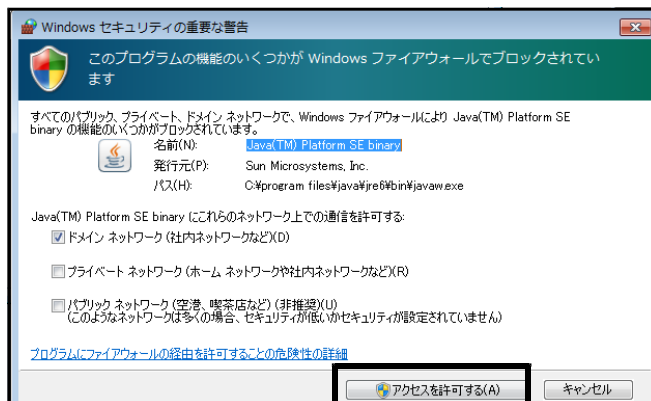 Windows セキュリティの重要な警告
このプログラムの機能のいくつかが Windows ファイアウォールでブロックされてい
ます
すべてのパブリック、プライベート、ドメイン ネットワークで、Windows ファイアウォールにより Java(TM) Platform SE
binary の機能のいくつかがブロックされています。
名前(N): Java(TM) Platform SE binary
発行元(P): Sun Microsystems, Inc.
パス(H): C:¥program files¥java¥jre6¥bin¥javaw.exe
Java(TM) Platform SE binary にこれらのネットワーク上での通信を許可する:
ドメイン ネットワーク (社内ネットワークなど)(D)
プライベート ネットワーク (ホーム ネットワークや社内ネットワークなど)(R)
パブリック ネットワーク (空港、喫茶店など) (非推奨)(U)
(このようなネットワークは多くの場合、セキュリティが低いかセキュリティが設定されていません)
プログラムにファイアウォールの経由を許可することの危険性の詳細
アクセスを許可する(A) キャンセル